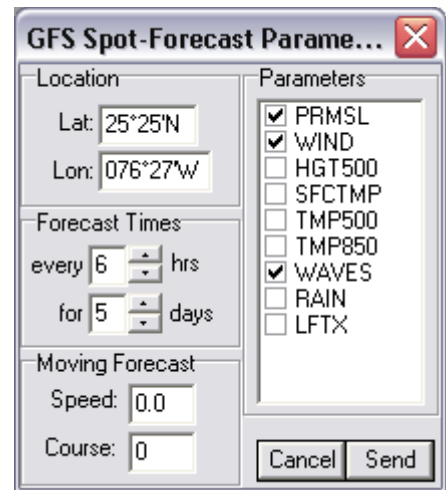 GFS Spot-Forecast Parame...
Location
Lat: 25°25'N
Lon: 076°27'W
Forecast Times
every 6 hrs
for 5 days
Moving Forecast
Speed: 0.0
Course: 0
Parameters
PRMSL
WIND
HGT500
SFCTMP
TMP500
TMP850
WAVES
RAIN
LFTX
Cancel Send